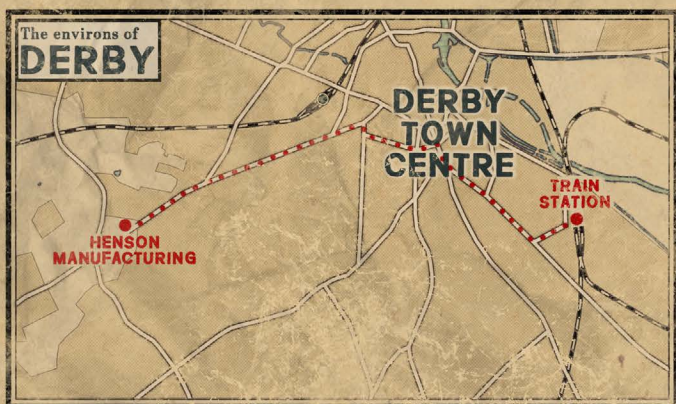 The environs of
DERBY
DERBY
TOWN
CENTRE
TRAIN
STATION
HENSON
MANUFACTURING